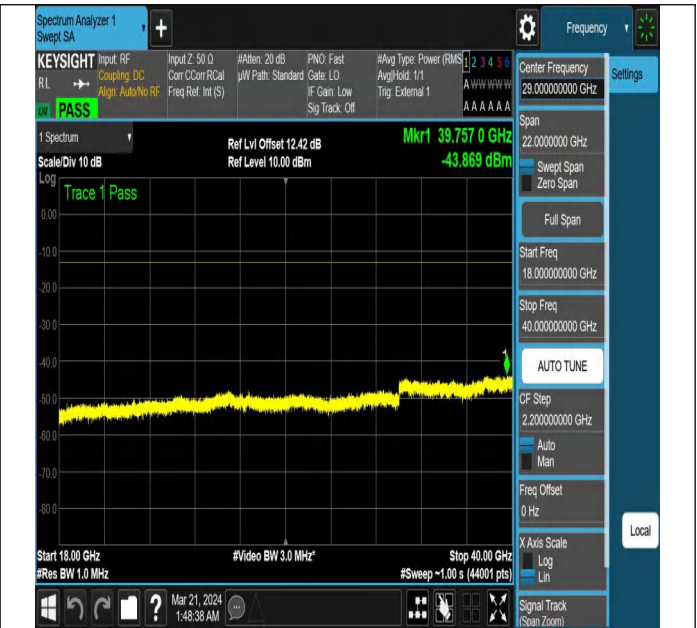 Spectrum Analyzer 1
Swept SA
Frequency
KEYSIGHT
RL
PASS
Input: RF
Coupling: DC
Align: Auto/No RF
Input Z: 50 Ω
Corr CCorr RCal
Freq Ref: Int (S)
#Atten: 20 dB
µW Path: Standard
PNO: Fast
Gate: LO
IF Gain: Low
Sig Track: Off
#Avg Type: Power (RMS)
Avg|Hold: 1/1
Trig: External 1
1 2 3 4 5 6
A W W W W W
A A A A A A
1 Spectrum
Scale/Div 10 dB
Log
Ref Lvl Offset 12.42 dB
Ref Level 10.00 dBm
Mkr1 39.757 0 GHz
-43.869 dBm
Trace 1 Pass
0.00
-10.0
-20.0
-30.0
-40.0
-50.0
-60.0
-70.0
-80.0
1
Start 18.00 GHz
#Res BW 1.0 MHz
#Video BW 3.0 MHz*
Stop 40.00 GHz
#Sweep ~1.00 s (44001 pts)
Mar 21, 2024
1:48:38 AM
Center Frequency
29.000000000 GHz
Settings
Span
22.0000000 GHz
Swept Span
Zero Span
Full Span
Start Freq
18.000000000 GHz
Stop Freq
40.000000000 GHz
AUTO TUNE
CF Step
2.200000000 GHz
Auto
Man
Freq Offset
0 Hz
X Axis Scale
Log
Lin
Local
Signal Track
(Span Zoom)